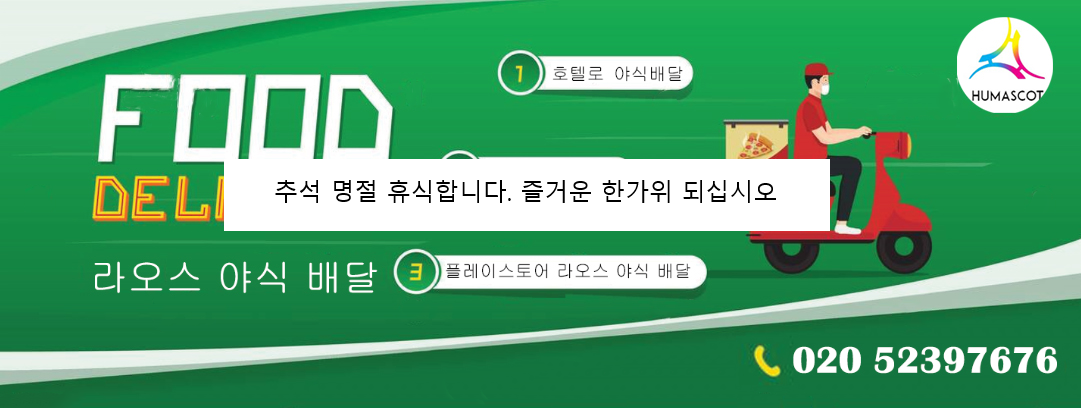 FOOD
라오스 야식 배달
1 호텔로 야식배달
추석 명절 휴식합니다. 즐거운 한가위 되십시오
3 플레이스토어 라오스 야식 배달
HUMASCOT
020 52397676